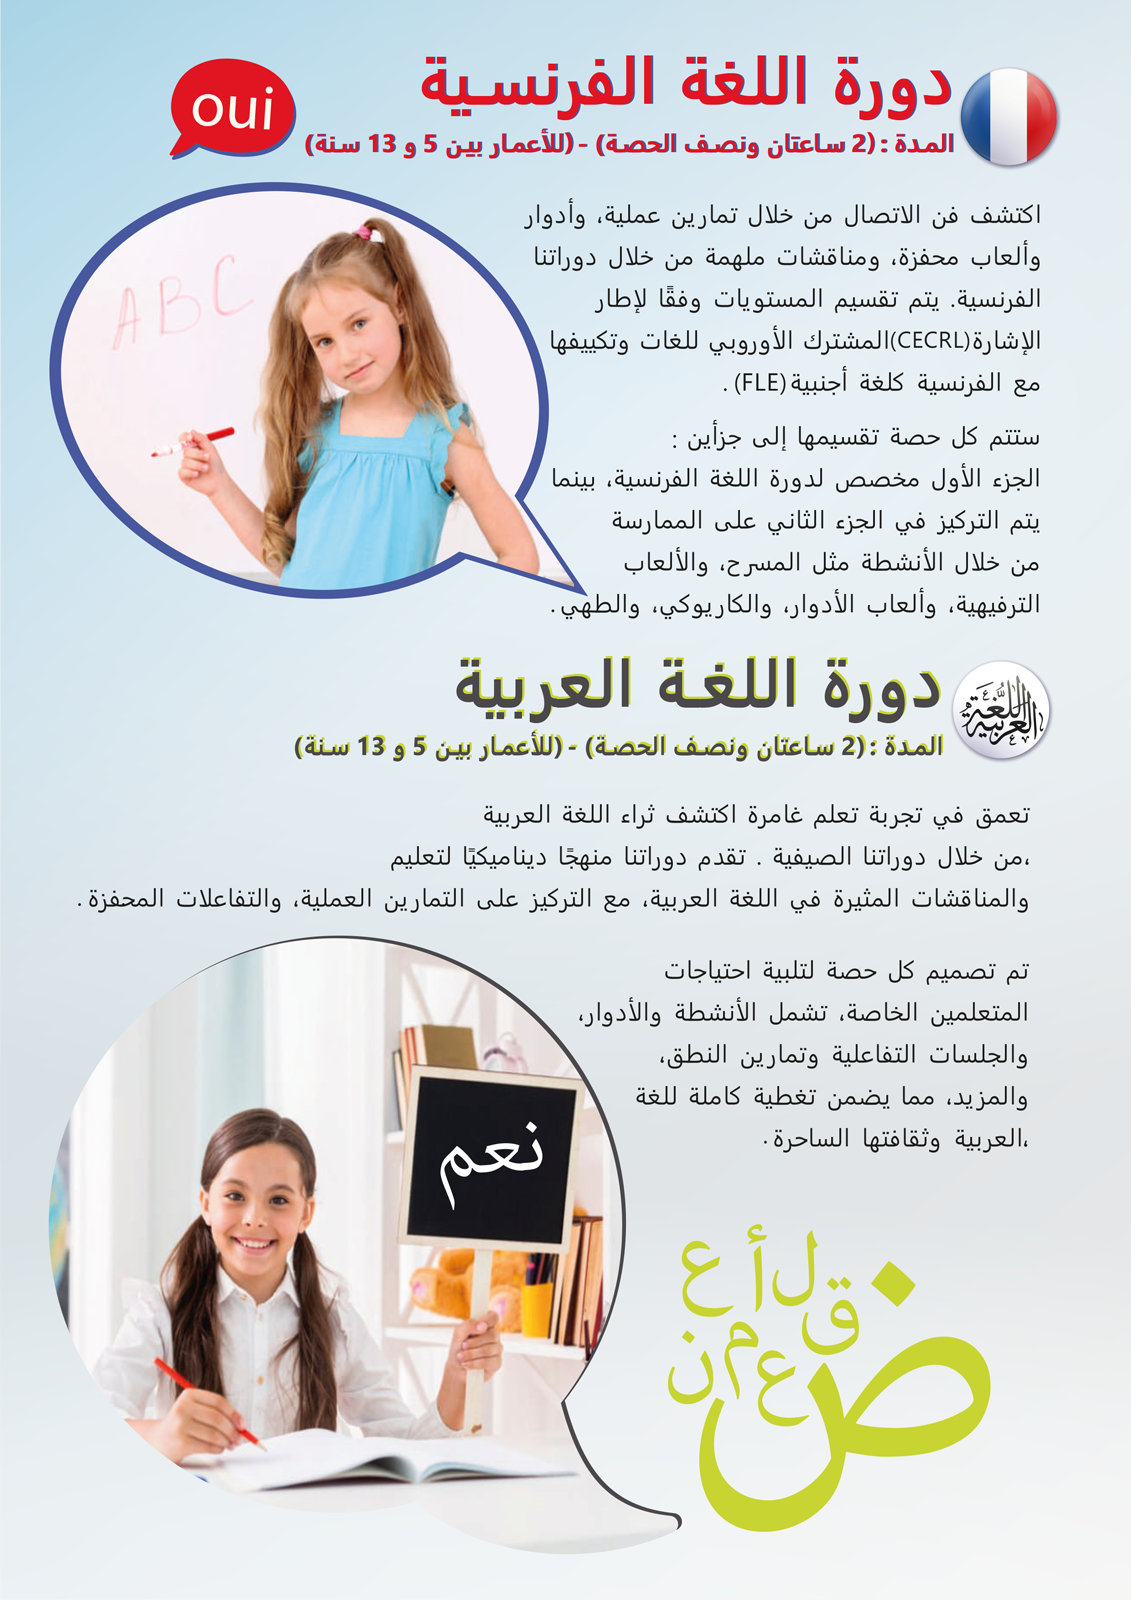 دورة اللغة الفرنسية
oui
المدة : (2 ساعتان ونصف الحصة) - (للأعمار بين 5 و 13 سنة)
ABC
اكتشف فن الاتصال من خلال تمارين عملية، وأدوار
وألعاب محفزة، ومناقشات ملهمة من خلال دوراتنا
الفرنسية. يتم تقسيم المستويات وفقًا لإطار
الإشارة(CECRL)المشترك الأوروبي للغات وتكييفها
مع الفرنسية كلغة أجنبية(FLE) .
ستتم كل حصة تقسيمها إلى جزأين :
الجزء الأول مخصص لدورة اللغة الفرنسية، بينما
يتم التركيز في الجزء الثاني على الممارسة
من خلال الأنشطة مثل المسرح، والألعاب
الترفيهية، وألعاب الأدوار، والكاريوكي، والطهي.
دورة اللغة العربية
اللغة العربية
المدة : (2 ساعتان ونصف الحصة) - (للأعمار بين 5 و 13 سنة)
تعمق في تجربة تعلم غامرة اكتشف ثراء اللغة العربية
،من خلال دوراتنا الصيفية . تقدم دوراتنا منهجًا ديناميكيًا لتعليم
والمناقشات المثيرة في اللغة العربية، مع التركيز على التمارين العملية، والتفاعلات المحفزة.
تم تصميم كل حصة لتلبية احتياجات
المتعلمين الخاصة، تشمل الأنشطة والأدوار،
والجلسات التفاعلية وتمارين النطق،
والمزيد، مما يضمن تغطية كاملة للغة
،العربية وثقافتها الساحرة.
نعم
ل أ ع
ق
ع م ن
ض